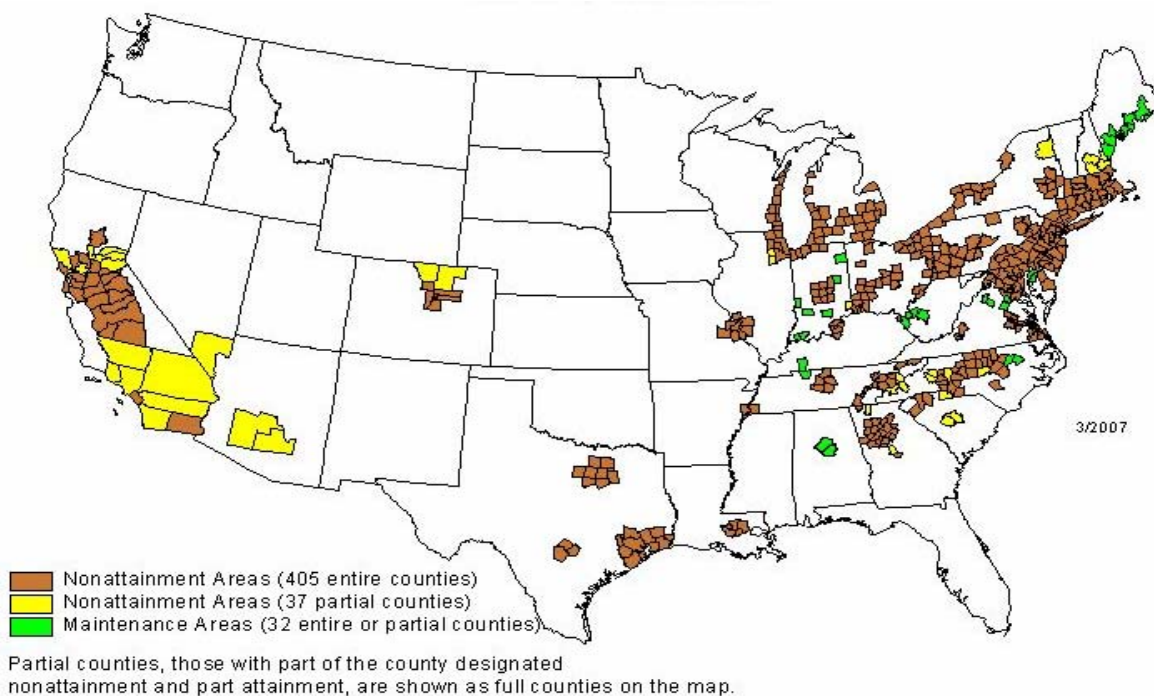 3/2007
Nonattainment Areas (405 entire counties)
Nonattainment Areas (37 partial counties)
Maintenance Areas (32 entire or partial counties)
Partial counties, those with part of the county designated
nonattainment and part attainment, are shown as full counties on the map.